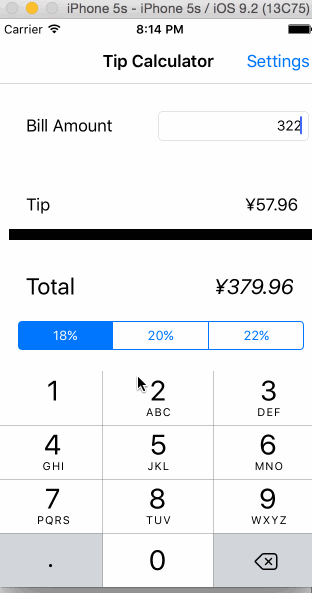 iPhone 5s - iPhone 5s / iOS 9.2 (13C75)
Carrier 8:14 PM
Tip Calculator Settings
Bill Amount 322
Tip ¥57.96
Total ¥379.96
18% 20% 22%
1 2 3
ABC DEF
4 5 6
GHI JKL MNO
7 8 9
PQRS TUV WXYZ
. 0